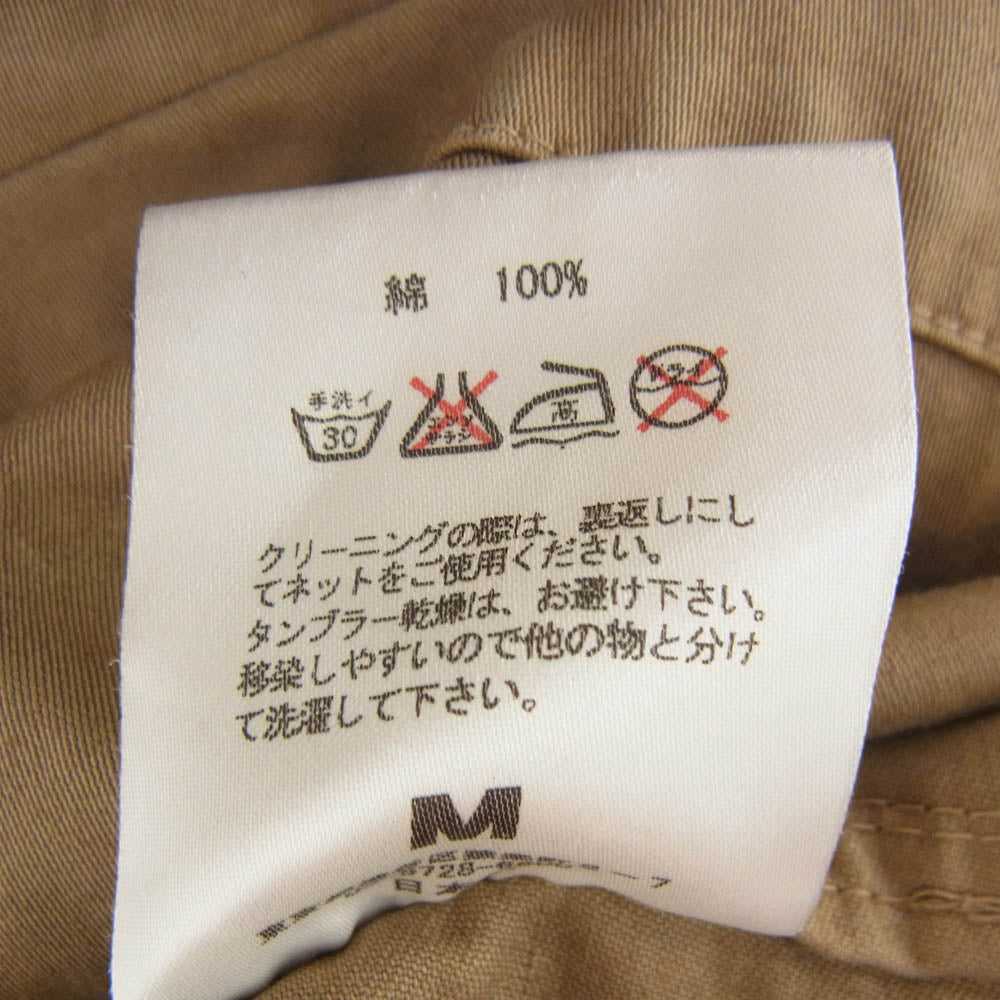 綿 100%
手洗イ
30
エンソ
サラシ
高
ドライ
クリーニングの際は、裏返しにし
てネットをご使用ください。
タンブラー乾燥は、お避け下さい。
移染しやすいので他の物と分け
て洗濯して下さい。
M
日本